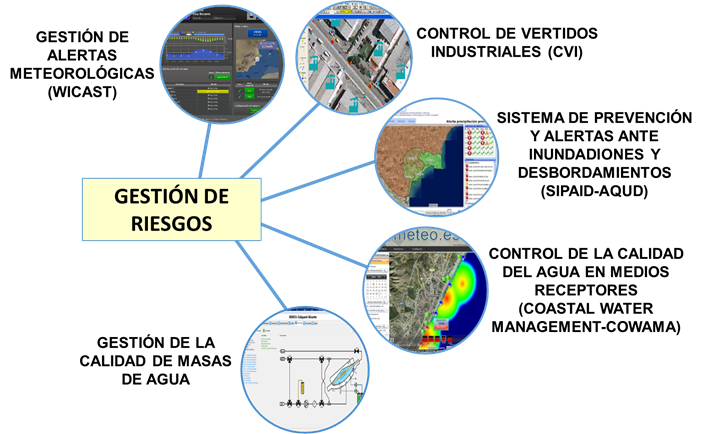 GESTIÓN DE
ALERTAS
METEOROLÓGICAS
(WICAST)
CONTROL DE VERTIDOS
INDUSTRIALES (CVI)
SISTEMA DE PREVENCIÓN
Y ALERTAS ANTE
INUNDADIONES Y
DESBORDAMIENTOS
(SIPAID-AQUD)
GESTIÓN DE
RIESGOS
meteo.es
CONTROL DE LA CALIDAD
DEL AGUA EN MEDIOS
RECEPTORES
(COASTAL WATER
MANAGEMENT-COWAMA)
GESTIÓN DE LA
CALIDAD DE MASAS
DE AGUA